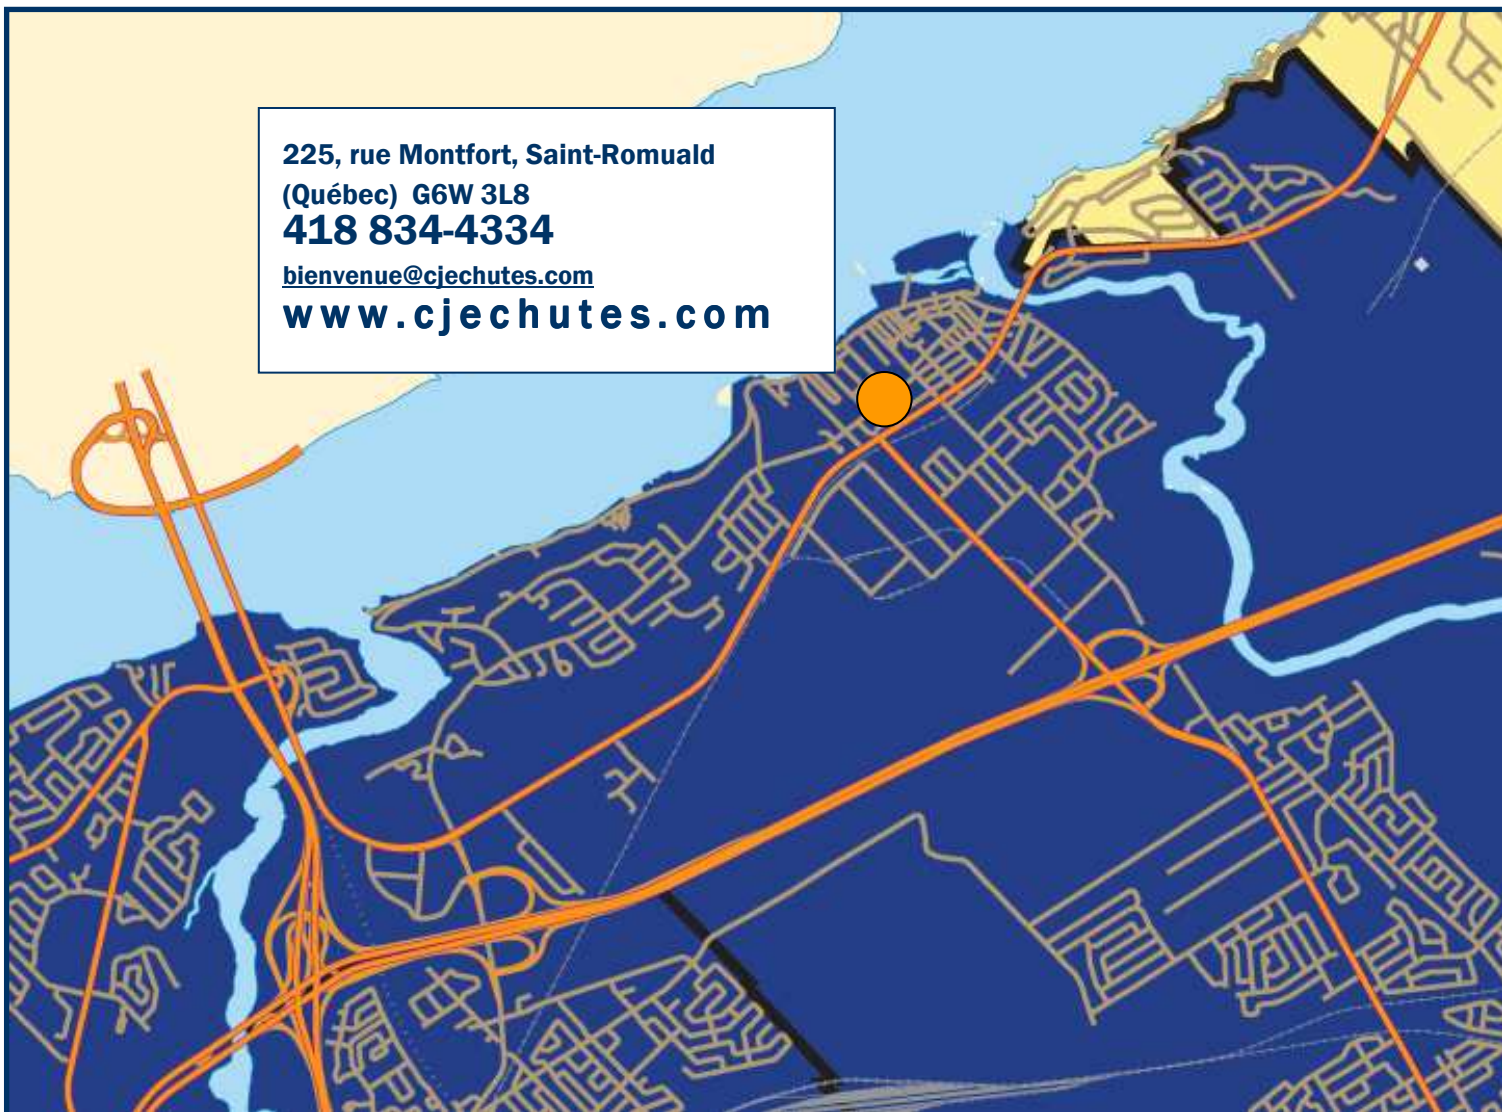 225, rue Montfort, Saint-Romuald
(Québec) G6W 3L8
418 834-4334
bienvenue@cjechutes.com
www.cjechutes.com